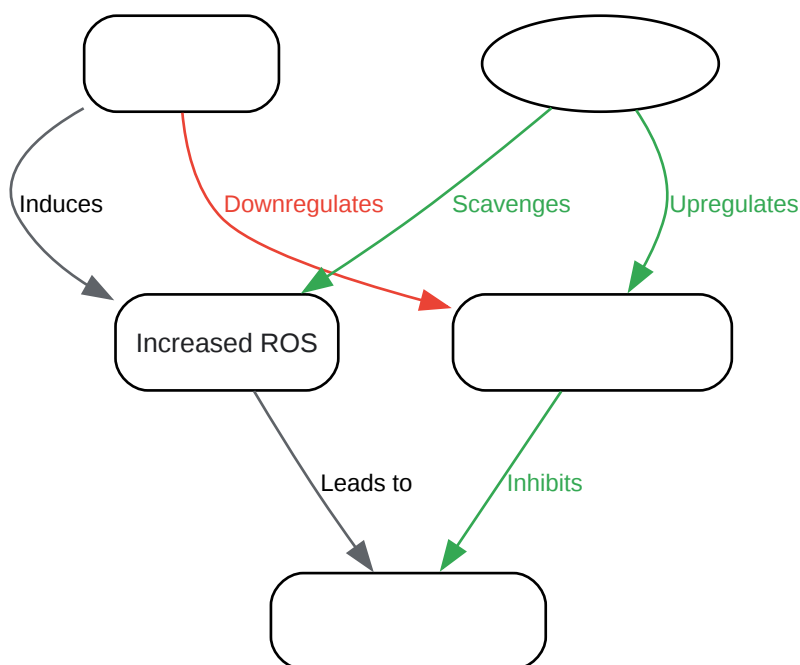 Induces
Downregulates
Scavenges
Upregulates
Increased ROS
Leads to
Inhibits